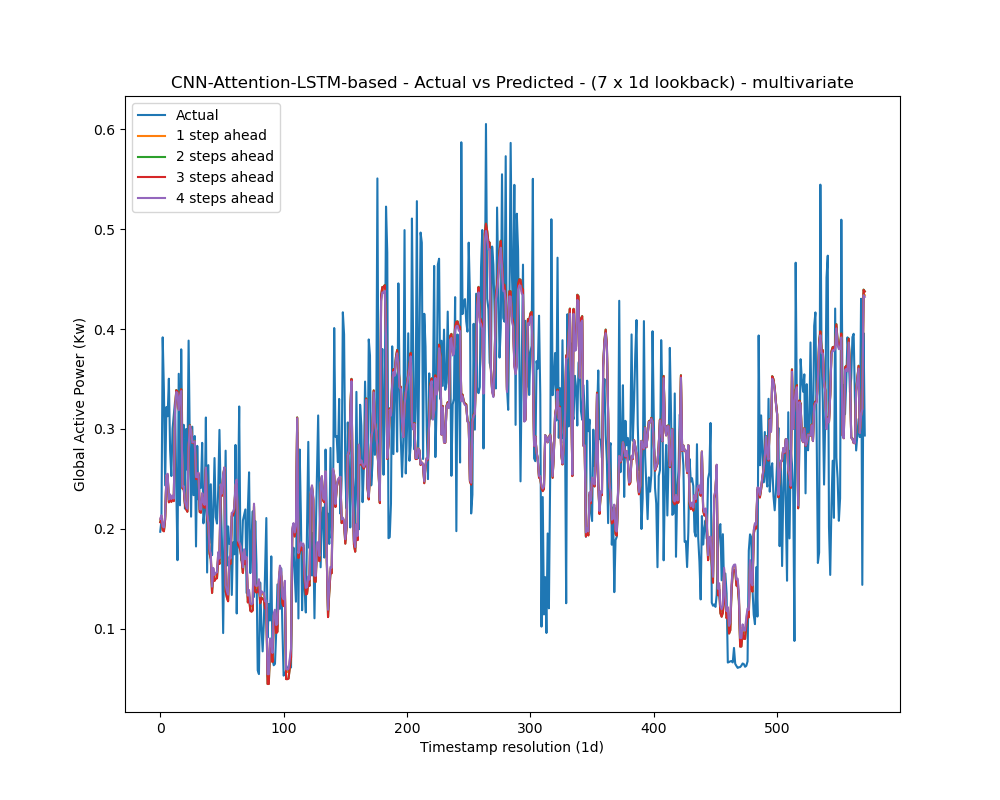 CNN-Attention-LSTM-based - Actual vs Predicted - (7 x 1d lookback) - multivariate
Actual
1 step ahead
2 steps ahead
3 steps ahead
4 steps ahead
Global Active Power (Kw)
0.6
0.5
0.4
0.3
0.2
0.1
0 100 200 300 400 500
Timestamp resolution (1d)